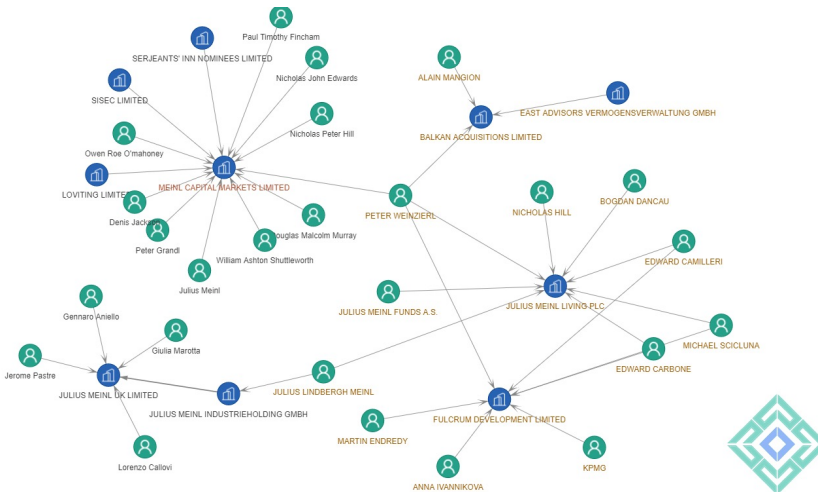 Paul Timothy Fincham
SERJEANTS' INN NOMINEES LIMITED
Nicholas John Edwards
ALAIN MANGION
SISEC LIMITED
EAST ADVISORS VERMOGENSVERWALTUNG GMBH
Nicholas Peter Hill
BALKAN ACQUISITIONS LIMITED
Owen Roe O'mahoney
MEINL CAPITAL MARKETS LIMITED
LOVITING LIMITED
BOGDAN DANCAU
NICHOLAS HILL
PETER WEINZIERL
Denis Jackson
Douglas Malcolm Murray
Peter Grandl
William Ashton Shuttleworth
EDWARD CAMILLERI
Julius Meinl
JULIUS MEINL LIVING PLC
JULIUS MEINL FUNDS A.S.
Gennaro Aniello
MICHAEL SCICLUNA
Giulia Marotta
EDWARD CARBONE
Jerome Pastre
JULIUS MEINL UK LIMITED
JULIUS LINDBERGH MEINL
JULIUS MEINL INDUSTRIEHOLDING GMBH
FULCRUM DEVELOPMENT LIMITED
MARTIN ENDREDY
Lorenzo Callovi
KPMG
ANNA IVANNIKOVA